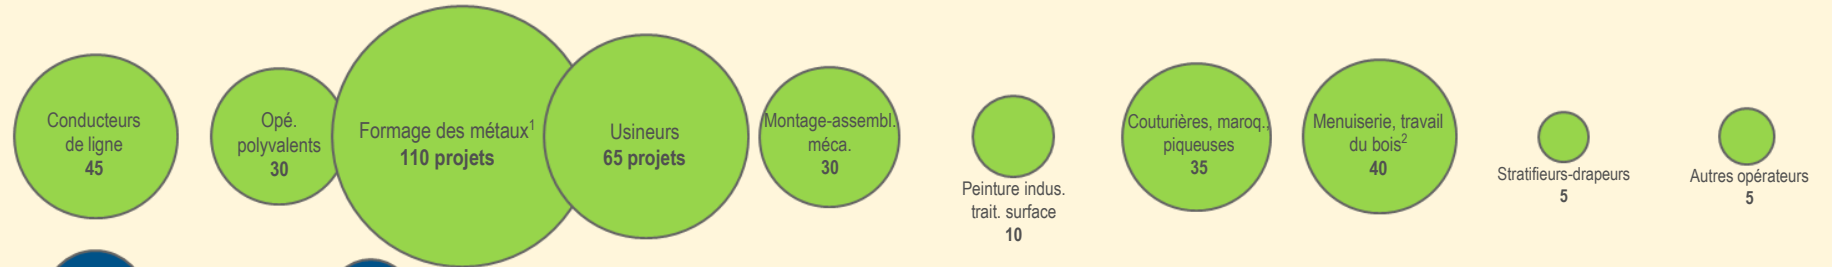 Conducteurs
de ligne
45
Opé.
polyvalents
30
Formage des métaux¹
110 projets
Usineurs
65 projets
Montage-assembl.
méca.
30
Peinture indus.
trait. surface
10
Couturières, maroq.,
piqueuses
35
Menuiserie, travail
du bois²
40
Stratifieurs-drapeurs
5
Autres opérateurs
5